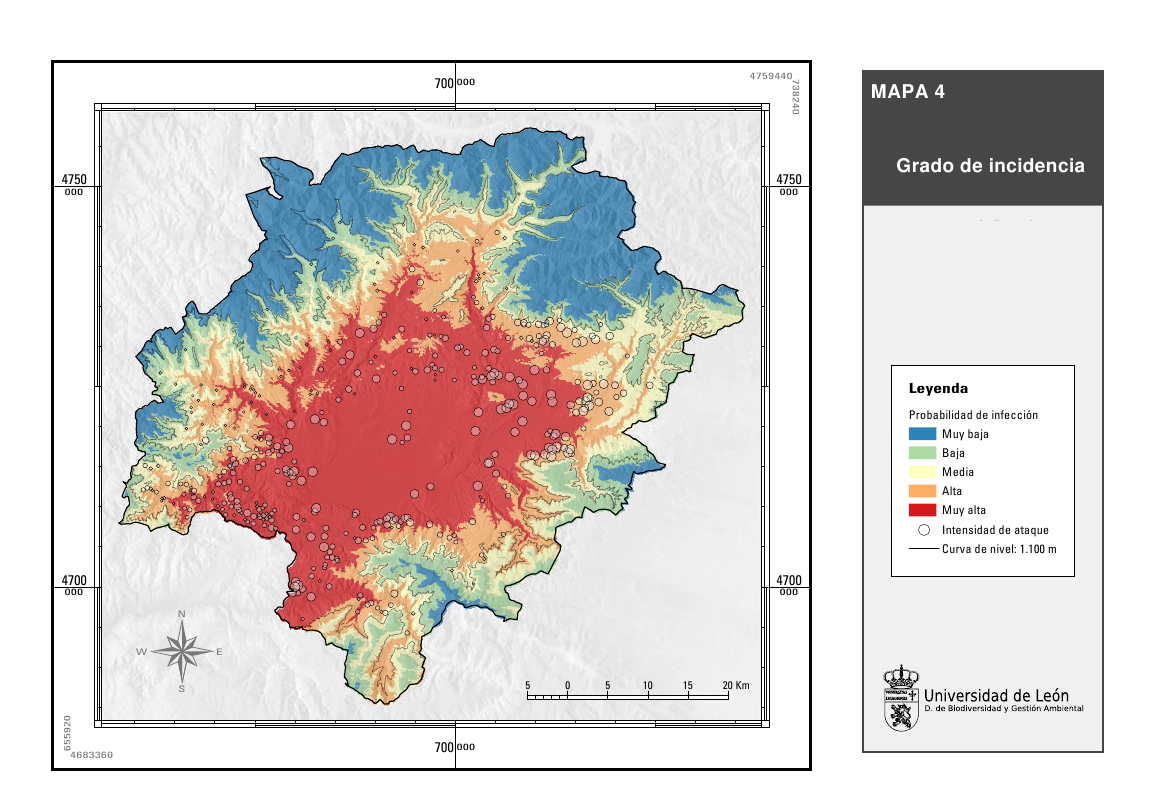 700 000
4759440
738240
4750
000
4750
000
4700
000
4700
000
N
W E
S
5 0 5 10 15 20 Km
700 000
655920
4683360
MAPA 4
Grado de incidencia
Leyenda
Probabilidad de infección
Muy baja
Baja
Media
Alta
Muy alta
Intensidad de ataque
Curva de nivel: 1.100 m
Universidad de León
D. de Biodiversidad y Gestión Ambiental